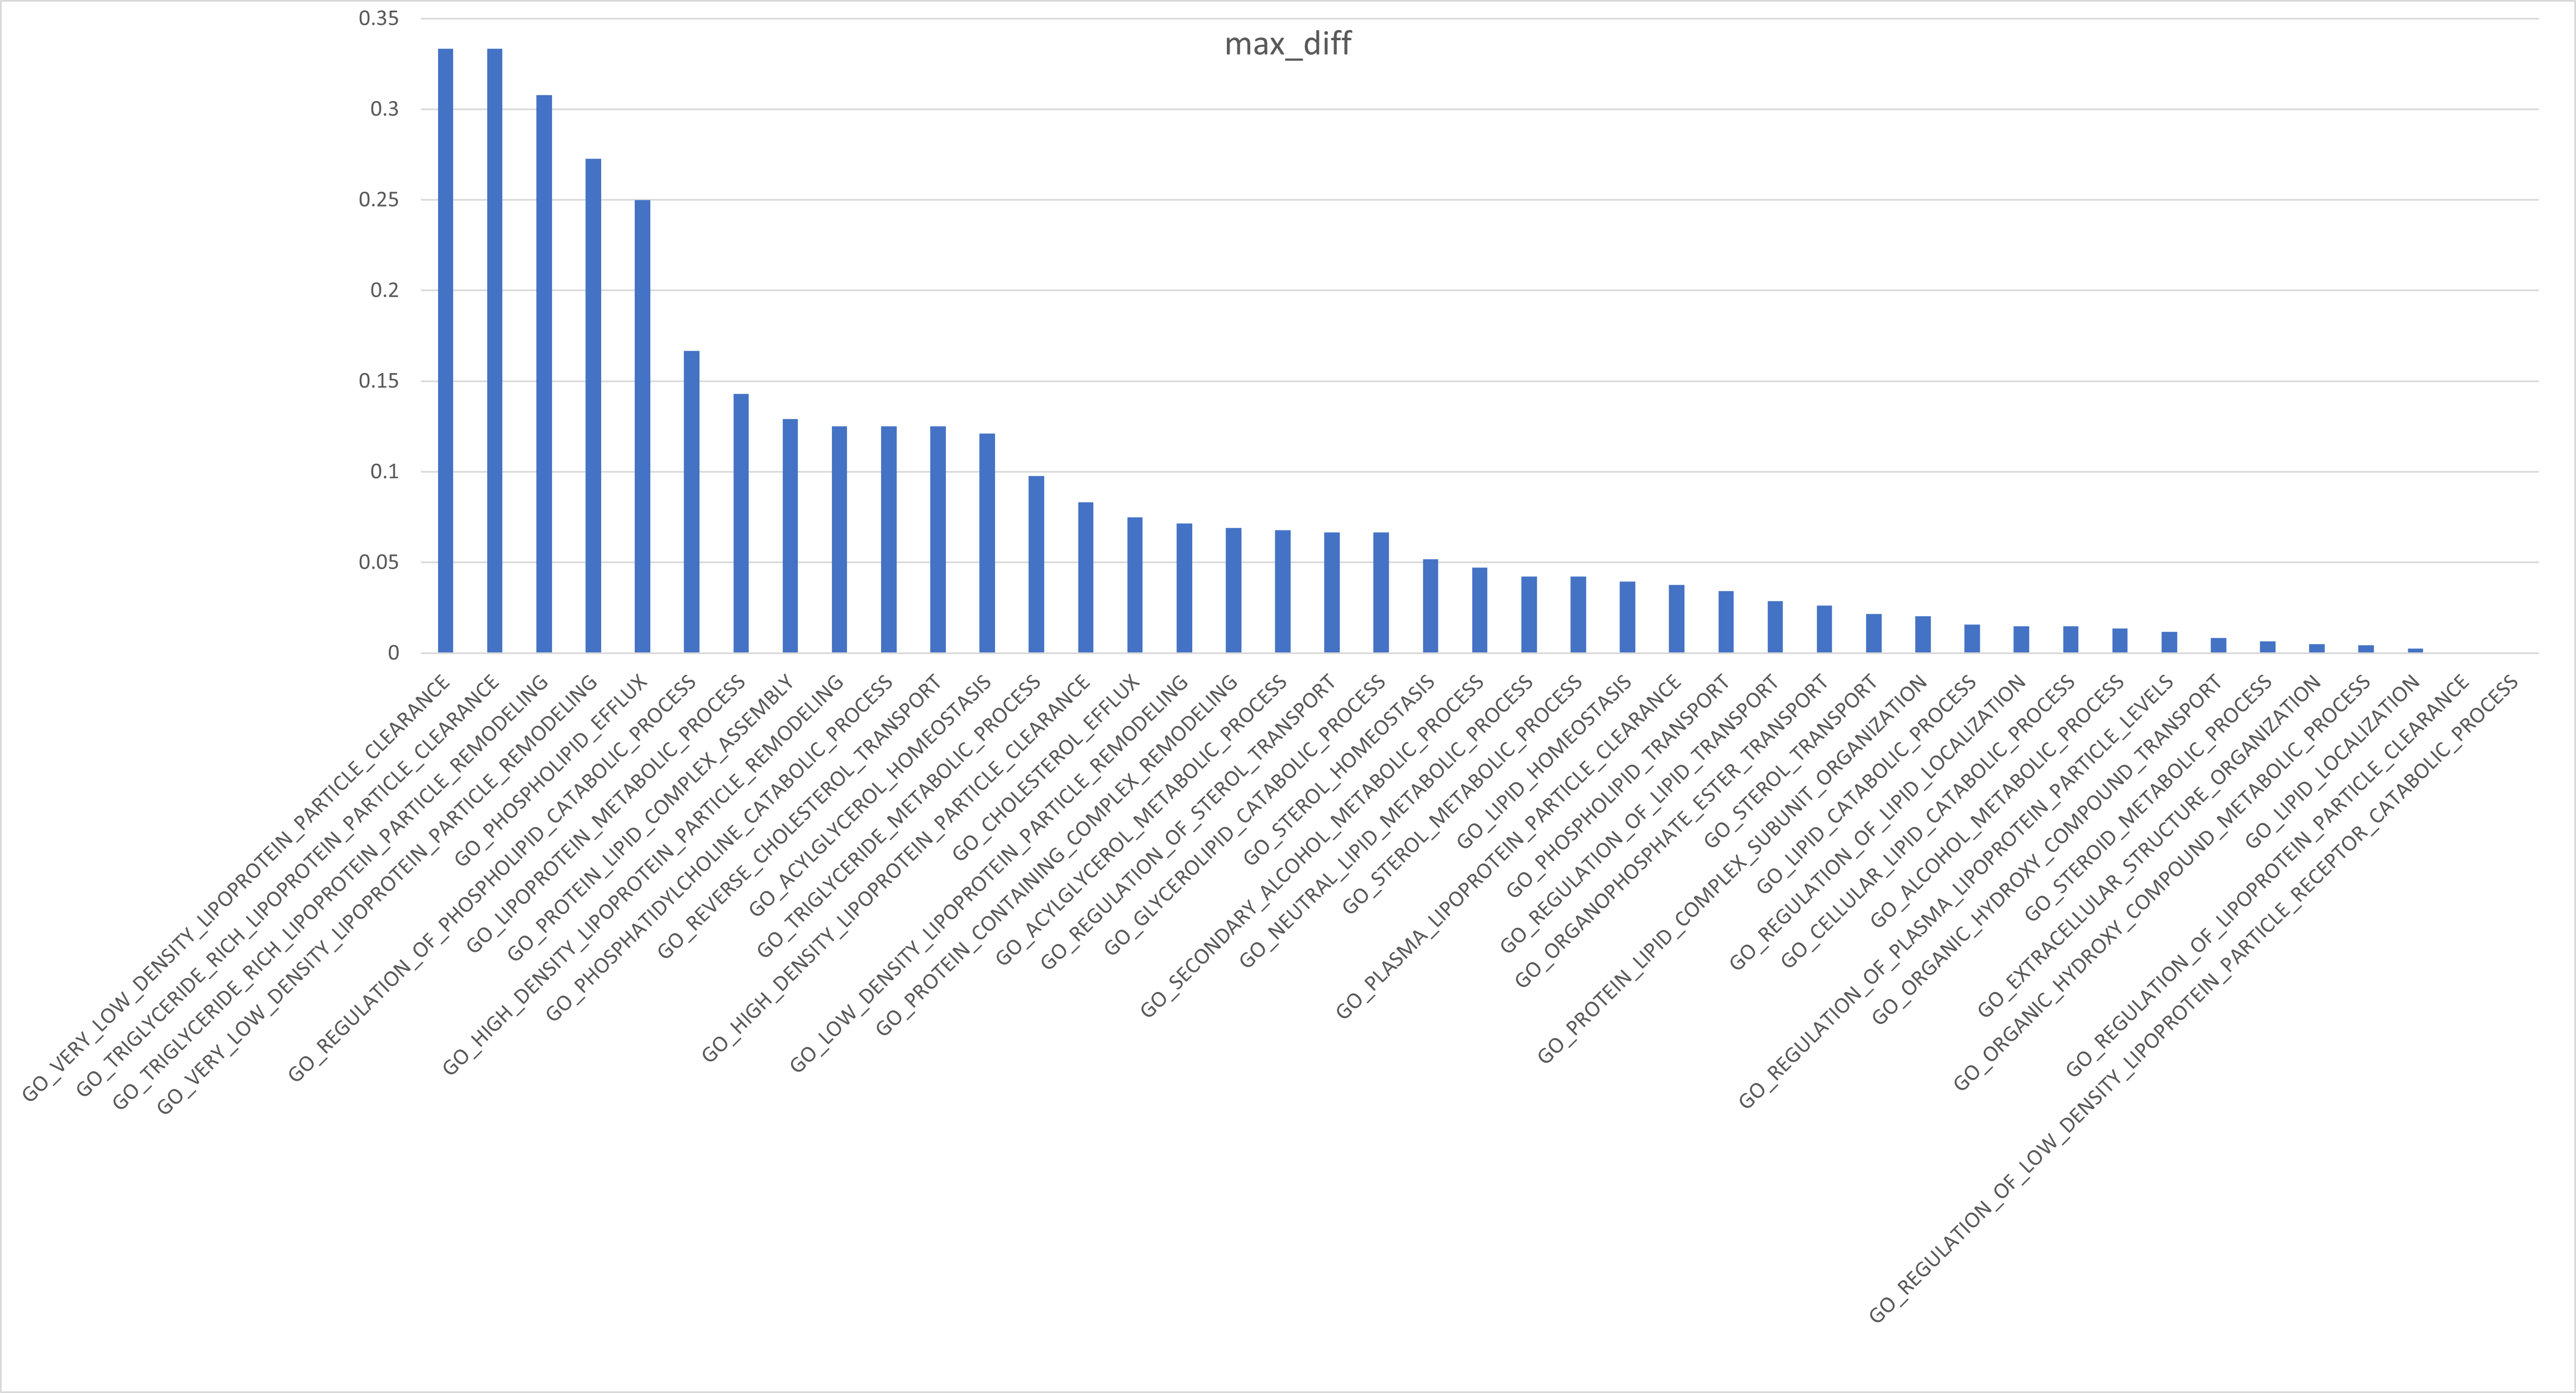 max_diff
0.35
0.3
0.25
0.2
0.15
0.1
0.05
0
GO_VERY_LOW_DENSITY_LIPOPROTEIN_PARTICLE_CLEARANCE
GO_TRIGLYCERIDE_RICH_LIPOPROTEIN_PARTICLE_CLEARANCE
GO_TRIGLYCERIDE_RICH_LIPOPROTEIN_PARTICLE_REMODELING
GO_VERY_LOW_DENSITY_LIPOPROTEIN_PARTICLE_REMODELING
GO_PHOSPHOLIPID_EFFLUX
GO_REGULATION_OF_PHOSPHOLIPID_CATABOLIC_PROCESS
GO_LIPOPROTEIN_METABOLIC_PROCESS
GO_PROTEIN_LIPID_COMPLEX_ASSEMBLY
GO_HIGH_DENSITY_LIPOPROTEIN_PARTICLE_REMODELING
GO_PHOSPHATIDYLCHOLINE_CATABOLIC_PROCESS
GO_REVERSE_CHOLESTEROL_TRANSPORT
GO_ACYLGLYCEROL_HOMEOSTASIS
GO_TRIGLYCERIDE_METABOLIC_PROCESS
GO_HIGH_DENSITY_LIPOPROTEIN_PARTICLE_CLEARANCE
GO_CHOLESTEROL_EFFLUX
GO_LOW_DENSITY_LIPOPROTEIN_PARTICLE_REMODELING
GO_PROTEIN_CONTAINING_COMPLEX_REMODELING
GO_ACYLGLYCEROL_METABOLIC_PROCESS
GO_REGULATION_OF_STEROL_TRANSPORT
GO_GLYCEROLIPID_CATABOLIC_PROCESS
GO_STEROL_HOMEOSTASIS
GO_SECONDARY_ALCOHOL_METABOLIC_PROCESS
GO_NEUTRAL_LIPID_METABOLIC_PROCESS
GO_STEROL_METABOLIC_PROCESS
GO_LIPID_HOMEOSTASIS
GO_PLASMA_LIPOPROTEIN_PARTICLE_CLEARANCE
GO_PHOSPHOLIPID_TRANSPORT
GO_REGULATION_OF_LIPID_TRANSPORT
GO_ORGANOPHOSPHATE_ESTER_TRANSPORT
GO_STEROL_TRANSPORT
GO_PROTEIN_LIPID_COMPLEX_SUBUNIT_ORGANIZATION
GO_LIPID_CATABOLIC_PROCESS
GO_REGULATION_OF_LIPID_LOCALIZATION
GO_CELLULAR_LIPID_CATABOLIC_PROCESS
GO_ALCOHOL_METABOLIC_PROCESS
GO_REGULATION_OF_PLASMA_LIPOPROTEIN_PARTICLE_LEVELS
GO_ORGANIC_HYDROXY_COMPOUND_TRANSPORT
GO_STEROID_METABOLIC_PROCESS
GO_EXTRACELLULAR_STRUCTURE_ORGANIZATION
GO_ORGANIC_HYDROXY_COMPOUND_METABOLIC_PROCESS
GO_LIPID_LOCALIZATION
GO_REGULATION_OF_LIPOPROTEIN_PARTICLE_CLEARANCE
GO_REGULATION_OF_LOW_DENSITY_LIPOPROTEIN_PARTICLE_RECEPTOR_CATABOLIC_PROCESS